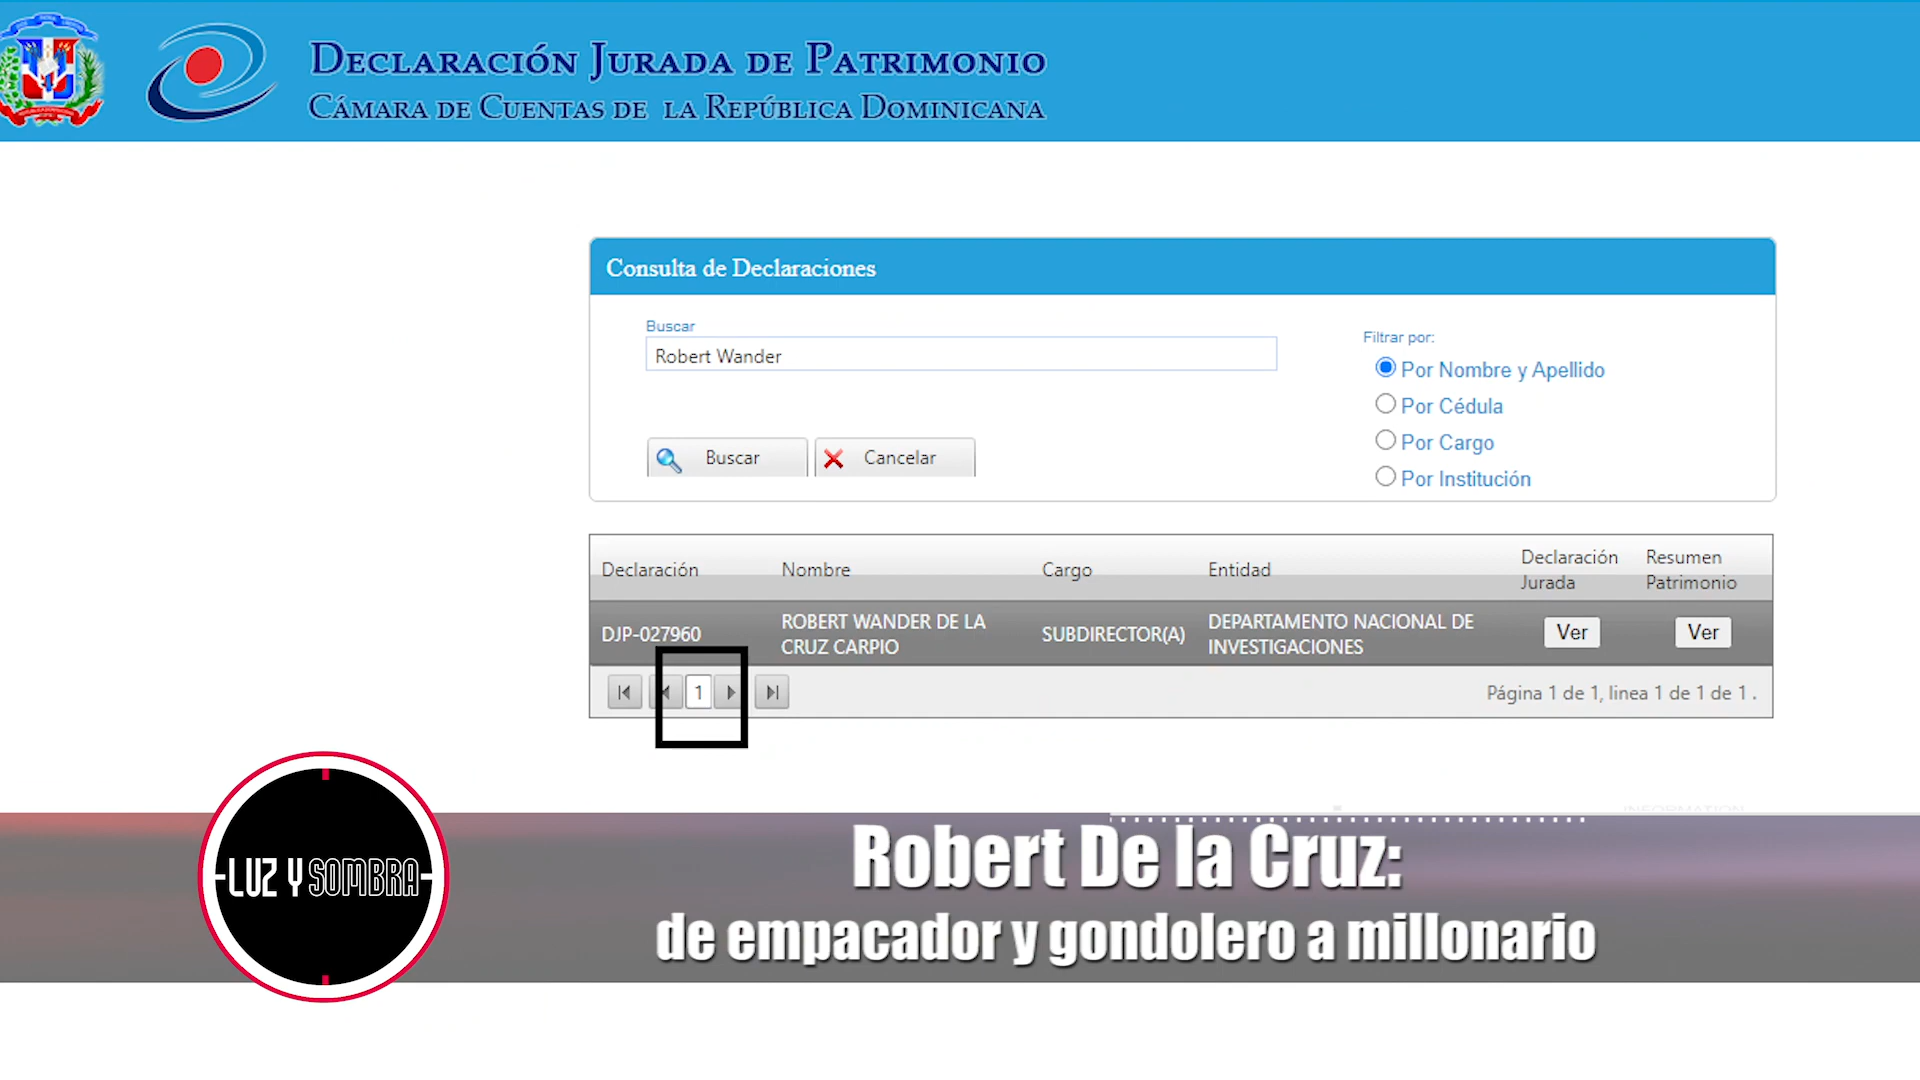 DECLARACIÓN JURADA DE PATRIMONIO
CÁMARA DE CUENTAS DE LA REPÚBLICA DOMINICANA
Consulta de Declaraciones
Buscar
Robert Wander
Filtrar por:
Por Nombre y Apellido
Por Cédula
Por Cargo
Por Institución
Buscar
Cancelar
Declaración
Nombre
Cargo
Entidad
Declaración
Jurada
Resumen
Patrimonio
DJP-027960
ROBERT WANDER DE LA
CRUZ CARPIO
SUBDIRECTOR(A)
DEPARTAMENTO NACIONAL DE
INVESTIGACIONES
Ver
Ver
1
Página 1 de 1, linea 1 de 1 de 1 .
INFORMATION
LUZ Y SOMBRA
Robert De la Cruz:
de empacador y gondolero a millonario